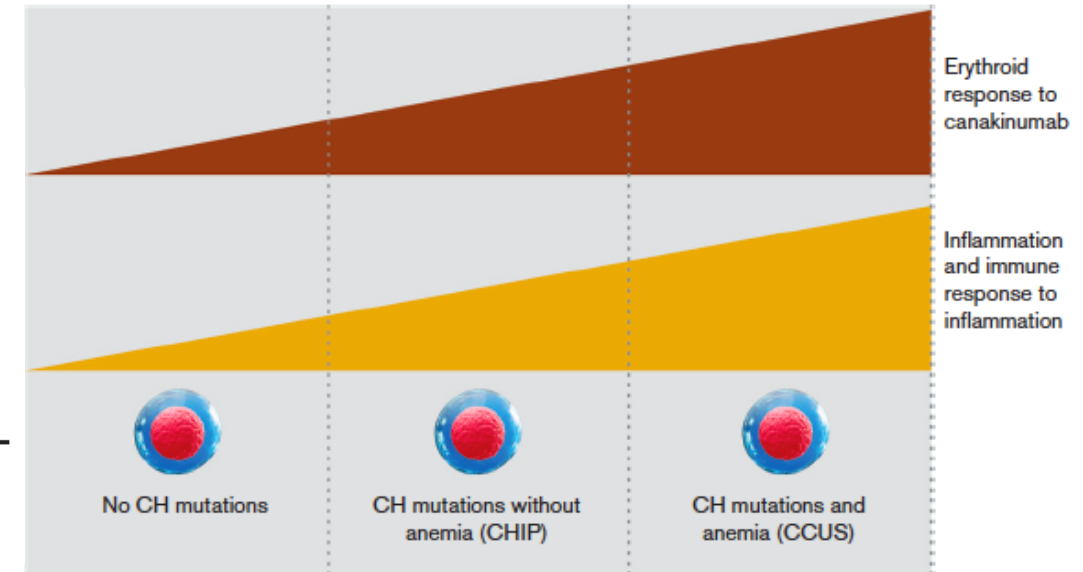 Erythroid
response to
canakinumab
Inflammation
and immune
response to
inflammation
No CH mutations
CH mutations without
anemia (CHIP)
CH mutations and
anemia (CCUS)